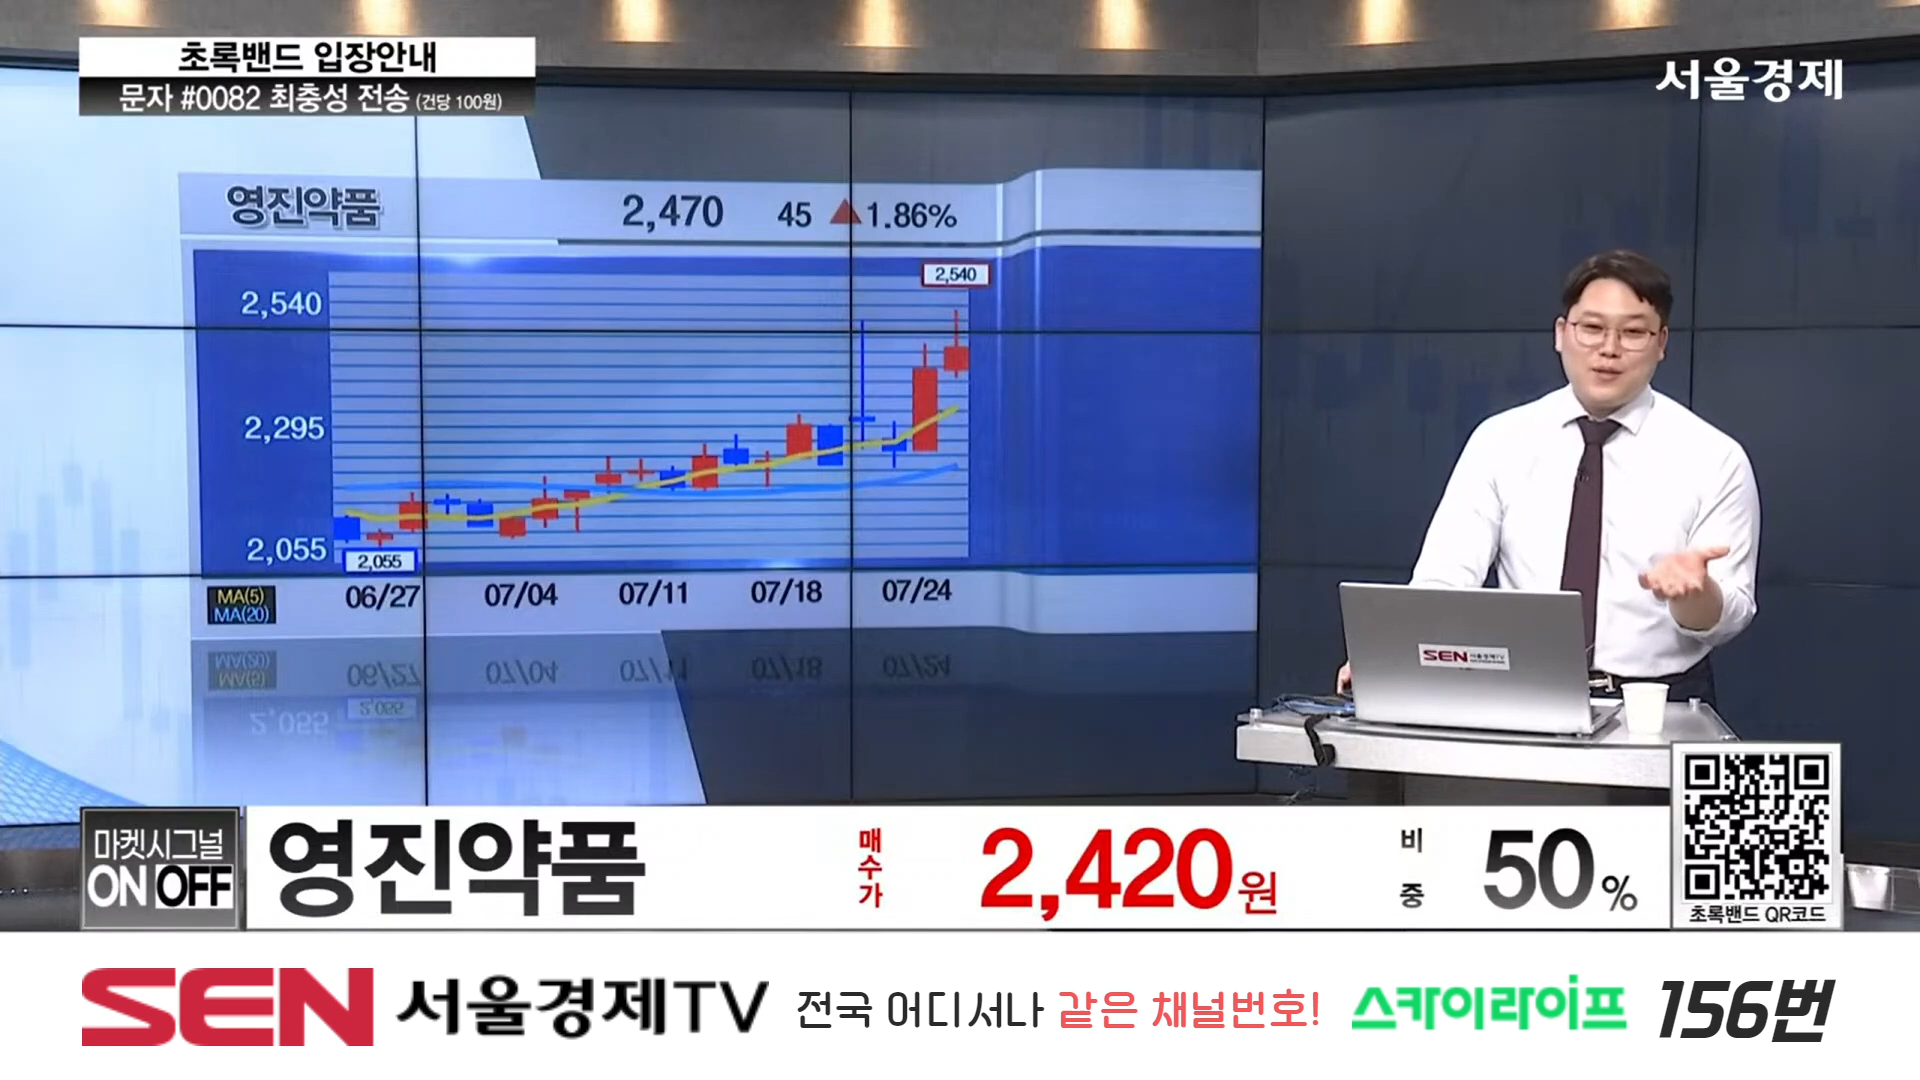 초록밴드 입장안내
문자 #0082 최충성 전송 (건당 100원)
서울경제
영진약품 2,470 45 ▲1.86%
2,540
2,540
2,295
2,055
2,055
MA(5)
MA(20)
06/27 07/04 07/11 07/18 07/24
SEN 서울경제TV
마켓시그널
ON OFF
영진약품 매수가 2,420원 비중 50%
초록밴드 QR코드
SEN 서울경제TV 전국 어디서나 같은 채널번호! 스카이라이프 156번